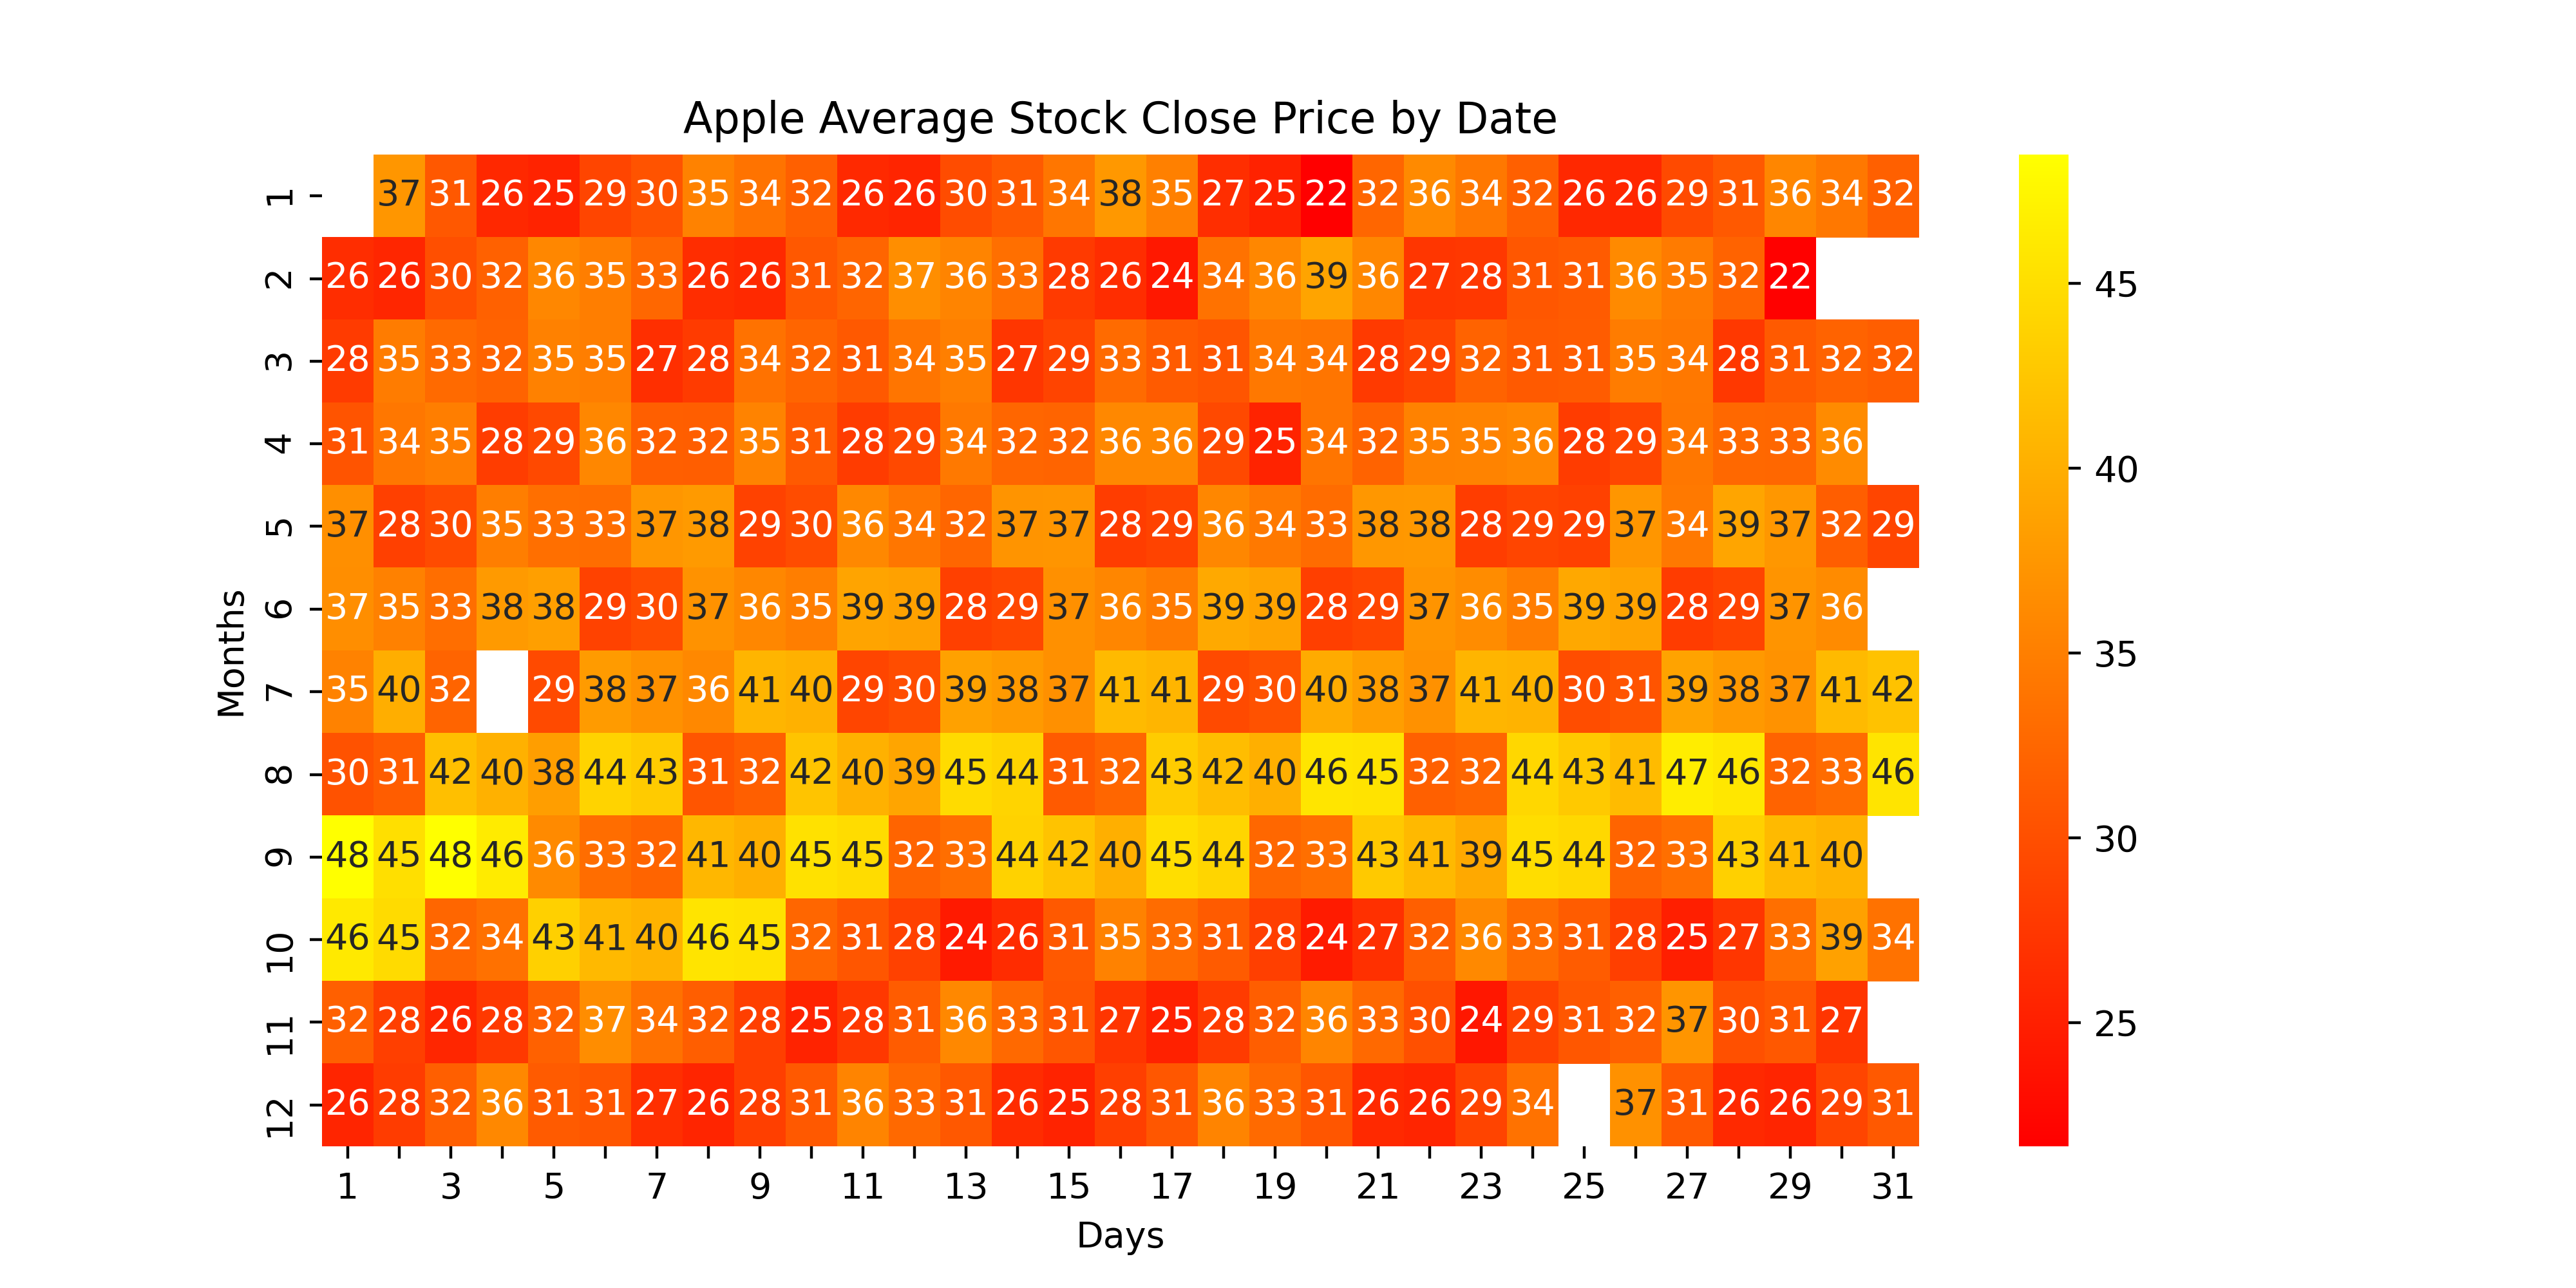 Apple Average Stock Close Price by Date
1 37 31 26 25 29 30 35 34 32 26 26 30 31 34 38 35 27 25 22 32 36 34 32 26 26 29 31 36 34 32
2 26 26 30 32 36 35 33 26 26 31 32 37 36 33 28 26 24 34 36 39 36 27 28 31 31 36 35 32 22
3 28 35 33 32 35 35 27 28 34 32 31 34 35 27 29 33 31 31 34 34 28 29 32 31 31 35 34 28 31 32 32
4 31 34 35 28 29 36 32 32 35 31 28 29 34 32 32 36 36 29 25 34 32 35 35 36 28 29 34 33 33 36
5 37 28 30 35 33 33 37 38 29 30 36 34 32 37 37 28 29 36 34 33 38 38 28 29 29 37 34 39 37 32 29
6 37 35 33 38 38 29 30 37 36 35 39 39 28 29 37 36 35 39 39 28 29 37 36 35 39 39 28 29 37 36
7 35 40 32 29 38 37 36 41 40 29 30 39 38 37 41 41 29 30 40 38 37 41 40 30 31 39 38 37 41 42
8 30 31 42 40 38 44 43 31 32 42 40 39 45 44 31 32 43 42 40 46 45 32 32 44 43 41 47 46 32 33 46
9 48 45 48 46 36 33 32 41 40 45 45 32 33 44 42 40 45 44 32 33 43 41 39 45 44 32 33 43 41 40
10 46 45 32 34 43 41 40 46 45 32 31 28 24 26 31 35 33 31 28 24 27 32 36 33 31 28 25 27 33 39 34
11 32 28 26 28 32 37 34 32 28 25 28 31 36 33 31 27 25 28 32 36 33 30 24 29 31 32 37 30 31 27
12 26 28 32 36 31 31 27 26 28 31 36 33 31 26 25 28 31 36 33 31 26 26 29 34 37 31 26 26 29 31
1 3 5 7 9 11 13 15 17 19 21 23 25 27 29 31
Days
Months
45
40
35
30
25